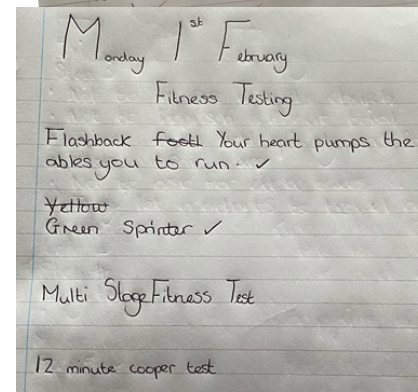 Monday 1st February
Fitness Testing
Flashback Your heart pumps the
ables you to run. ✓
Yellow
Green Sprinter ✓
Multi Stage Fitness Test
12 minute cooper test